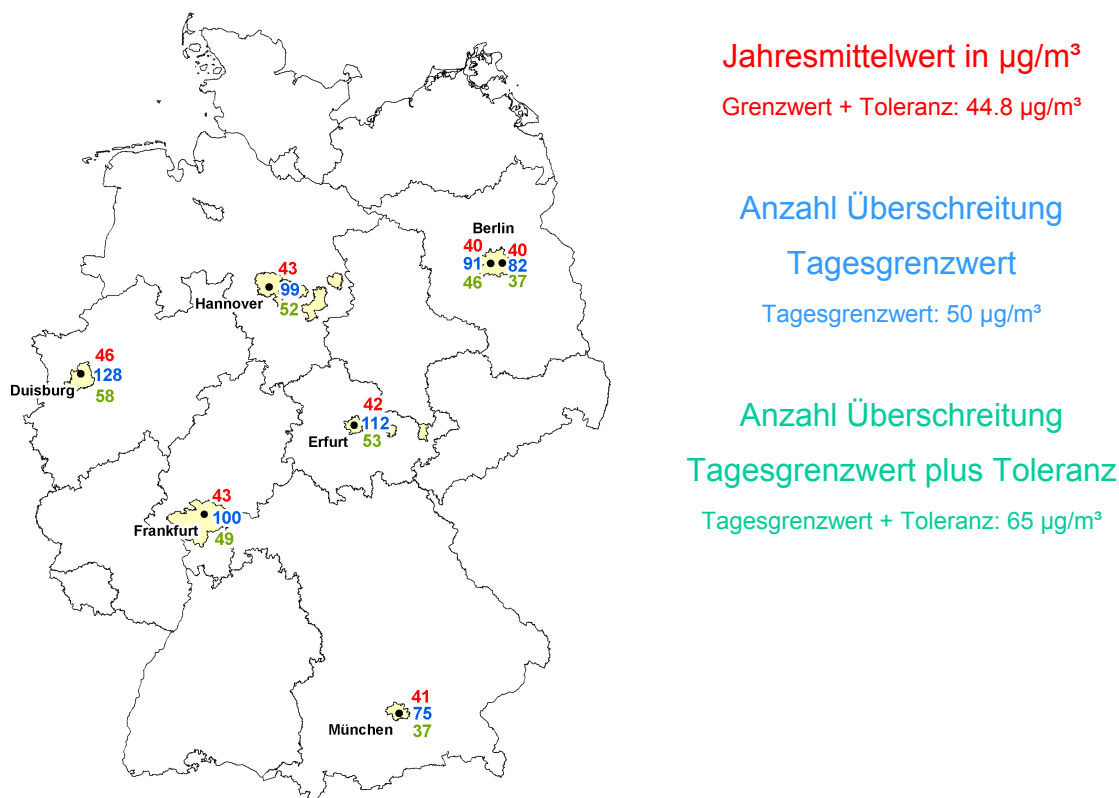 Jahresmittelwert in µg/m³
Grenzwert + Toleranz: 44.8 µg/m³
Anzahl Überschreitung
Tagesgrenzwert
Tagesgrenzwert: 50 µg/m³
Anzahl Überschreitung
Tagesgrenzwert plus Toleranz
Tagesgrenzwert + Toleranz: 65 µg/m³
Berlin
40 40
91 82
46 37
43
99
Hannover
52
46
128
Duisburg
58
42
112
Erfurt
53
43
100
Frankfurt
49
41
75
München
37